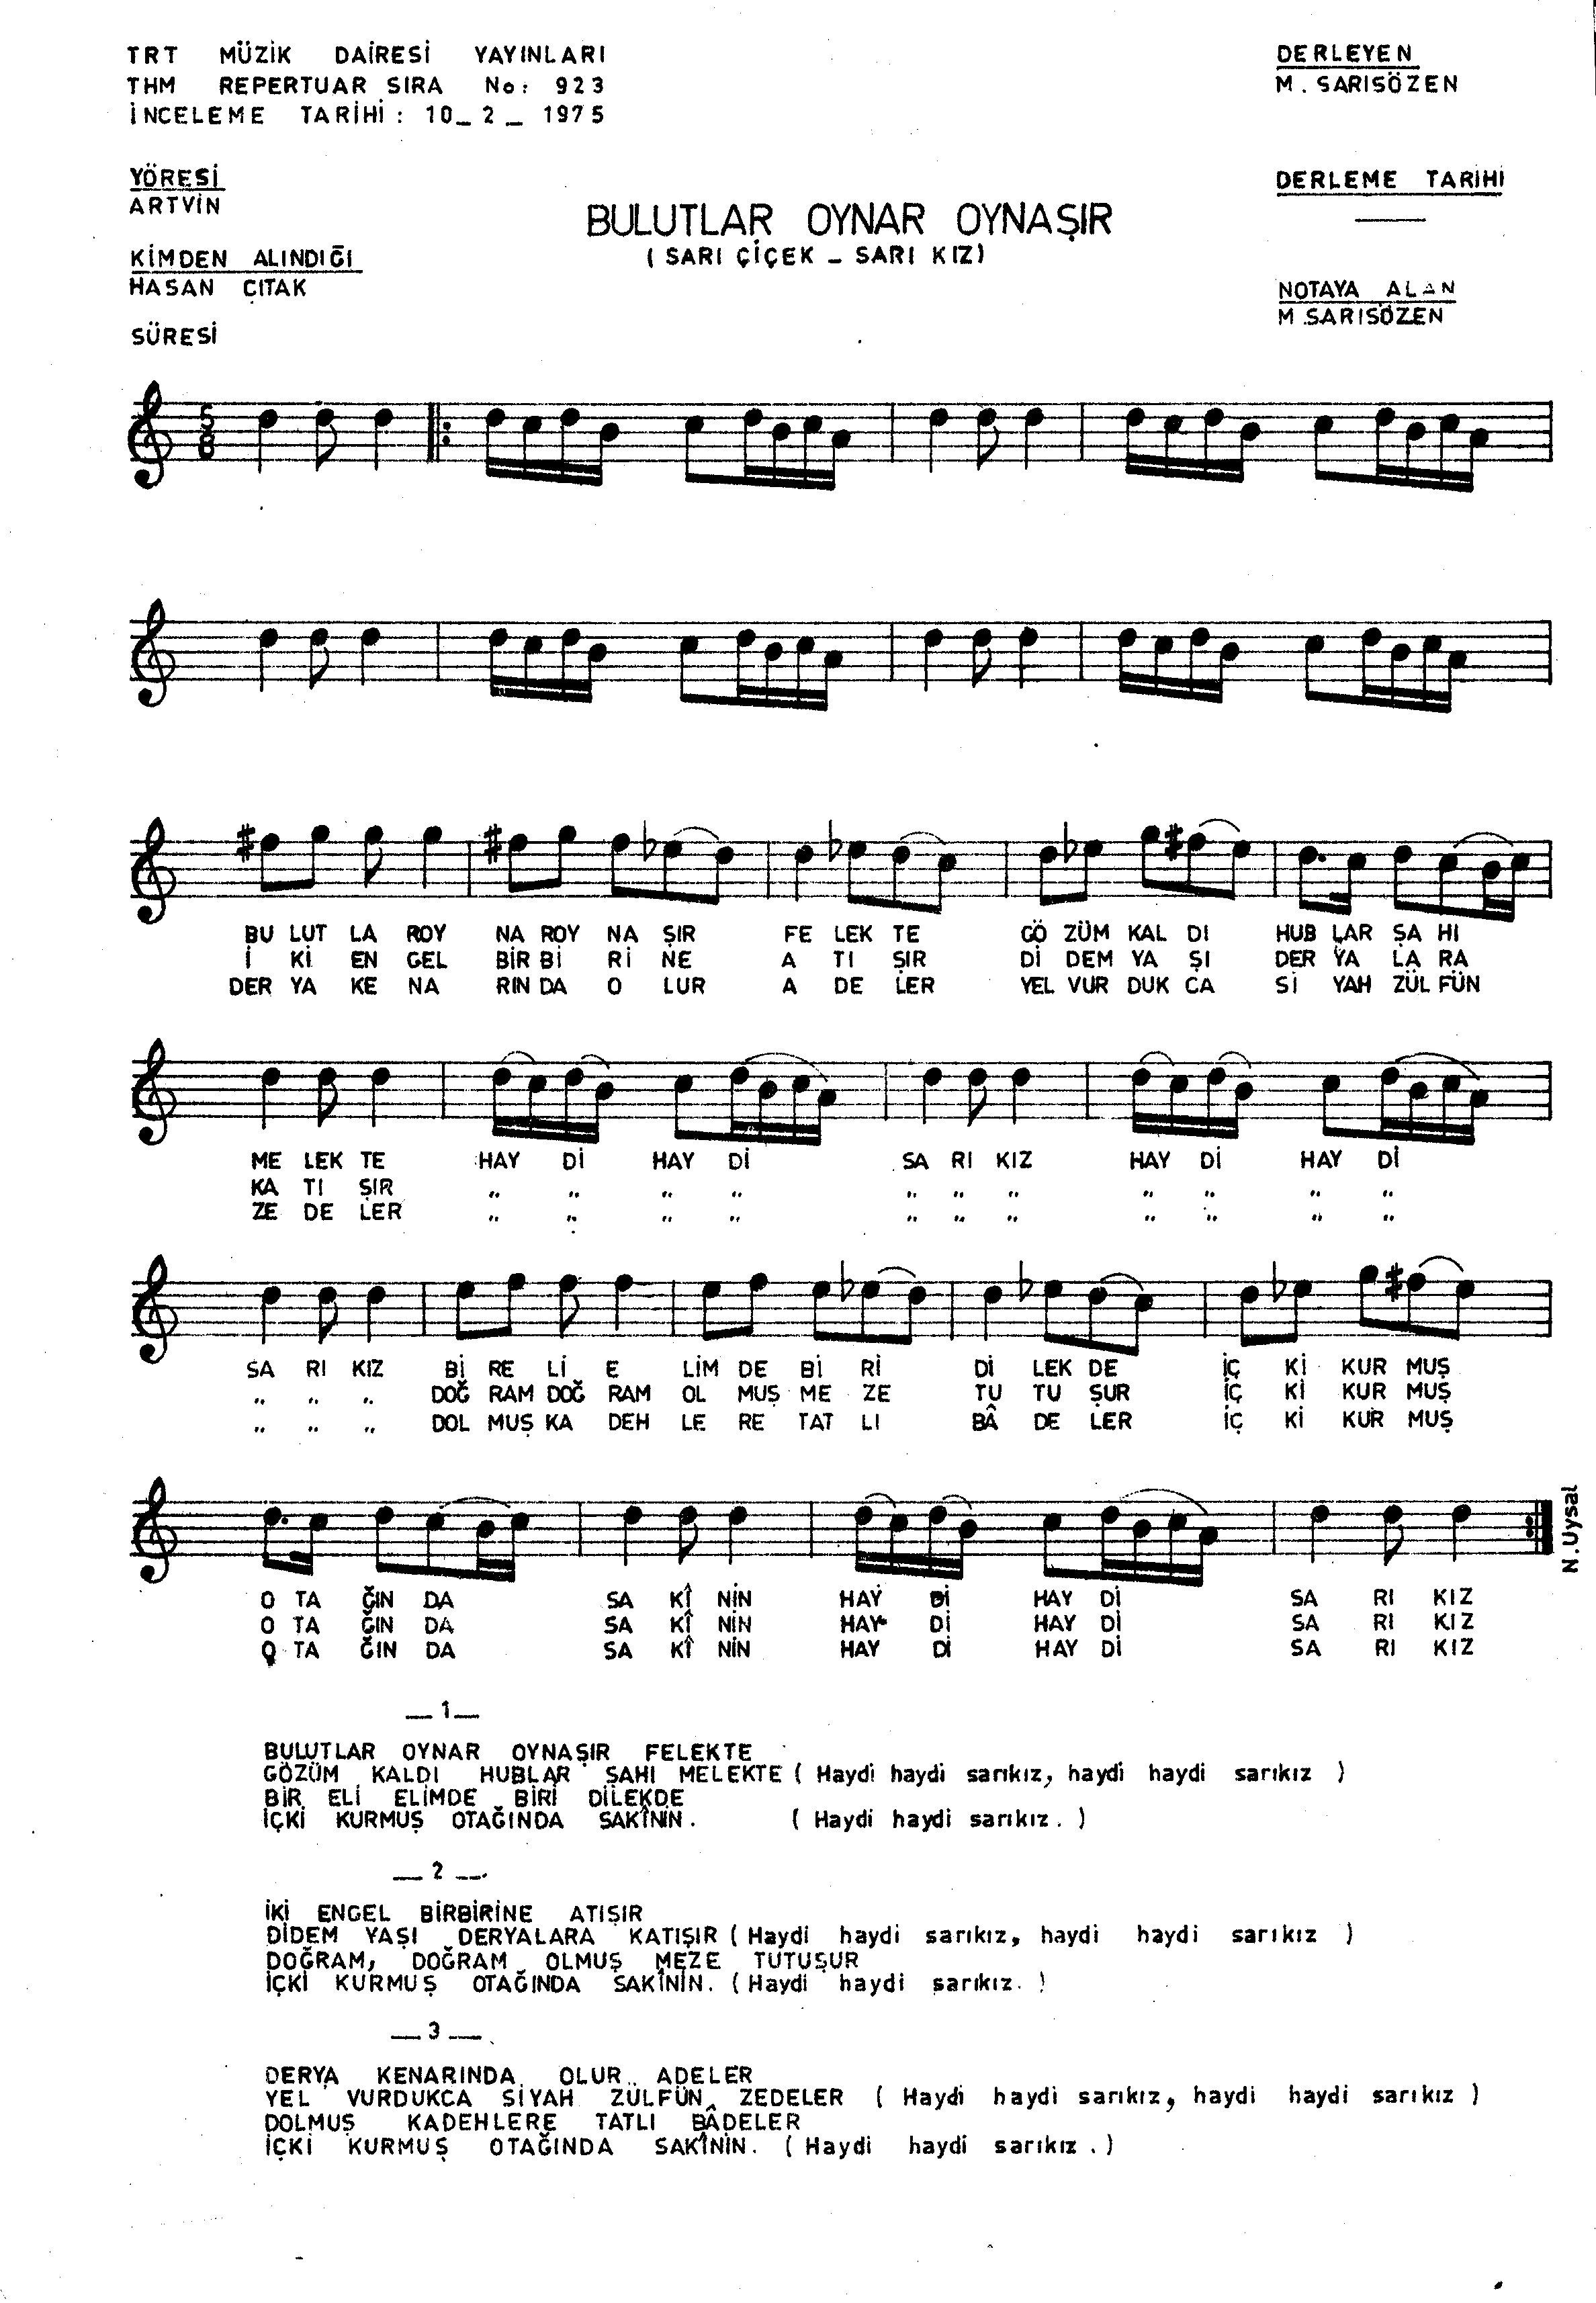 TRT MÜZİK DAİRESİ YAYINLARI
THM REPERTUAR SIRA No: 923
İNCELEME TARİHİ: 10_2_1975
DERLEYEN
M. SARISÖZEN
YÖRESİ
ARTVİN
DERLEME TARİHİ
BULUTLAR OYNAR OYNAŞIR
(SARI ÇİÇEK _ SARI KIZ)
KİMDEN ALINDIĞI
HASAN ÇITAK
NOTAYA ALAN
M.SARISÖZEN
SÜRESİ
5
8
BU LUT LA ROY NA ROY NA ŞIR FE LEK TE GÖ ZÜM KAL DI HUB LAR ŞA HI
İ Kİ EN GEL BİR Bİ Rİ NE A TI ŞIR Dİ DEM YA ŞI DER YA LA RA
DER YA KE NA RIN DA O LUR A DE LER YEL VUR DUK CA Sİ YAH ZÜL FÜN
ME LEK TE HAY Dİ HAY Dİ SA RI KIZ HAY Dİ HAY Dİ
KA TI ŞIR " " " " " " " " " " "
ZE DE LER " " " " " " " " " " "
SA RI KIZ Bİ RE Lİ E LİM DE Bİ Rİ Dİ LEK DE İÇ Kİ KUR MUŞ
" " " DOĞ RAM DOĞ RAM OL MUŞ ME ZE TU TU ŞUR İÇ Kİ KUR MUŞ
" " " DOL MUŞ KA DEH LE RE TAT LI BÂ DE LER İÇ Kİ KUR MUŞ
N.Uysal
O TA ĞIN DA SA KÎ NİN HAY Dİ HAY Dİ SA RI KIZ
O TA ĞIN DA SA KÎ NİN HAY Dİ HAY Dİ SA RI KIZ
O TA ĞIN DA SA KÎ NİN HAY Dİ HAY Dİ SA RI KIZ
_1_
BULUTLAR OYNAR OYNAŞIR FELEKTE
GÖZÜM KALDI HUBLAR ŞAHI MELEKTE (Haydi haydi sarıkız, haydi haydi sarıkız)
BİR ELİ ELİMDE BİRİ DİLEKDE
İÇKİ KURMUŞ OTAĞINDA SAKÎNİN. (Haydi haydi sarıkız.)
_2_
İKİ ENGEL BİRBİRİNE ATIŞIR
DİDEM YAŞI DERYALARA KATIŞIR (Haydi haydi sarıkız, haydi haydi sarıkız)
DOĞRAM, DOĞRAM OLMUŞ MEZE TUTUŞUR
İÇKİ KURMUŞ OTAĞINDA SAKÎNİN. (Haydi haydi sarıkız.)
_3_
DERYA KENARINDA OLUR ADELER
YEL VURDUKCA SİYAH ZÜLFÜN ZEDELER (Haydi haydi sarıkız, haydi haydi sarıkız)
DOLMUŞ KADEHLERE TATLI BÂDELER
İÇKİ KURMUŞ OTAĞINDA SAKÎNİN. (Haydi haydi sarıkız.)